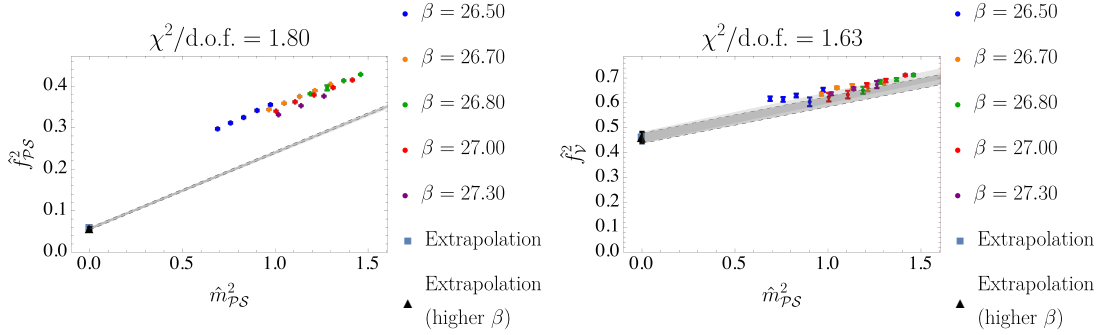 χ²/d.o.f. = 1.80
f̂²_𝒫𝒮
0.4
0.3
0.2
0.1
0.0
0.0 0.5 1.0 1.5
m̂²_𝒫𝒮
β = 26.50
β = 26.70
β = 26.80
β = 27.00
β = 27.30
Extrapolation
Extrapolation
(higher β)
χ²/d.o.f. = 1.63
f̂²_𝒱
0.7
0.6
0.5
0.4
0.3
0.2
0.1
0.0
0.0 0.5 1.0 1.5
m̂²_𝒫𝒮
β = 26.50
β = 26.70
β = 26.80
β = 27.00
β = 27.30
Extrapolation
Extrapolation
(higher β)